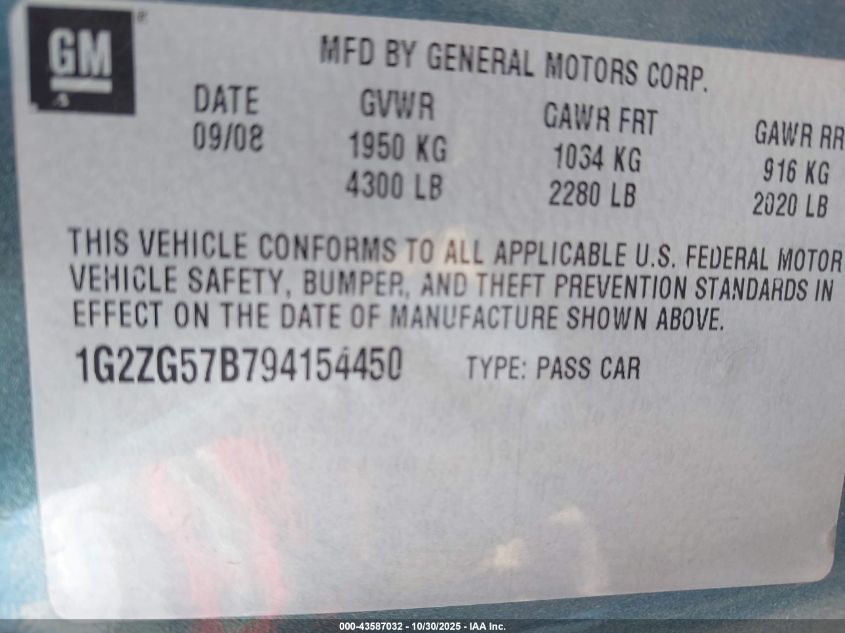 GM
MFD BY GENERAL MOTORS CORP.
DATE GVWR GAWR FRT GAWR RR
09/08 1950 KG 1034 KG 916 KG
4300 LB 2280 LB 2020 LB
THIS VEHICLE CONFORMS TO ALL APPLICABLE U.S. FEDERAL MOTOR
VEHICLE SAFETY, BUMPER, AND THEFT PREVENTION STANDARDS IN
EFFECT ON THE DATE OF MANUFACTURE SHOWN ABOVE.
1G2ZG57B794154450 TYPE: PASS CAR
000-43587032 - 10/30/2025 - IAA Inc.